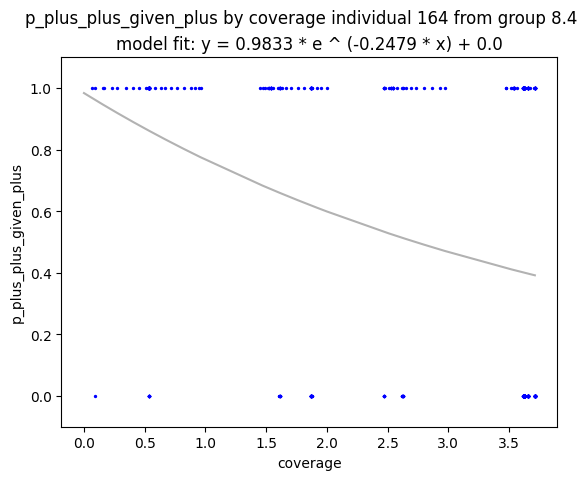 p_plus_plus_given_plus by coverage individual 164 from group 8.4
model fit: y = 0.9833 * e ^ (-0.2479 * x) + 0.0
1.0
0.8
0.6
0.4
0.2
0.0
p_plus_plus_given_plus
0.0 0.5 1.0 1.5 2.0 2.5 3.0 3.5
coverage